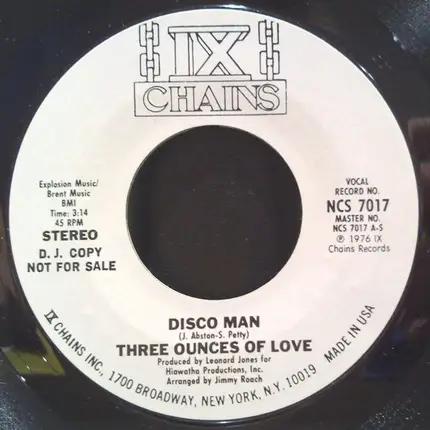 IX
CHAINS
Explosion Music/
Brent Music
BMI
Time: 3:14
45 RPM
STEREO
D. J. COPY
NOT FOR SALE
VOCAL
RECORD NO.
NCS 7017
MASTER NO.
NCS 7017 A-S
℗ 1976 IX
Chains Records
DISCO MAN
(J. Abston-S. Petty)
THREE OUNCES OF LOVE
Produced by Leonard Jones for
Hiawatha Productions, Inc.
Arranged by Jimmy Roach
IX CHAINS INC., 1700 BROADWAY, NEW YORK, N.Y. 10019 MADE IN USA